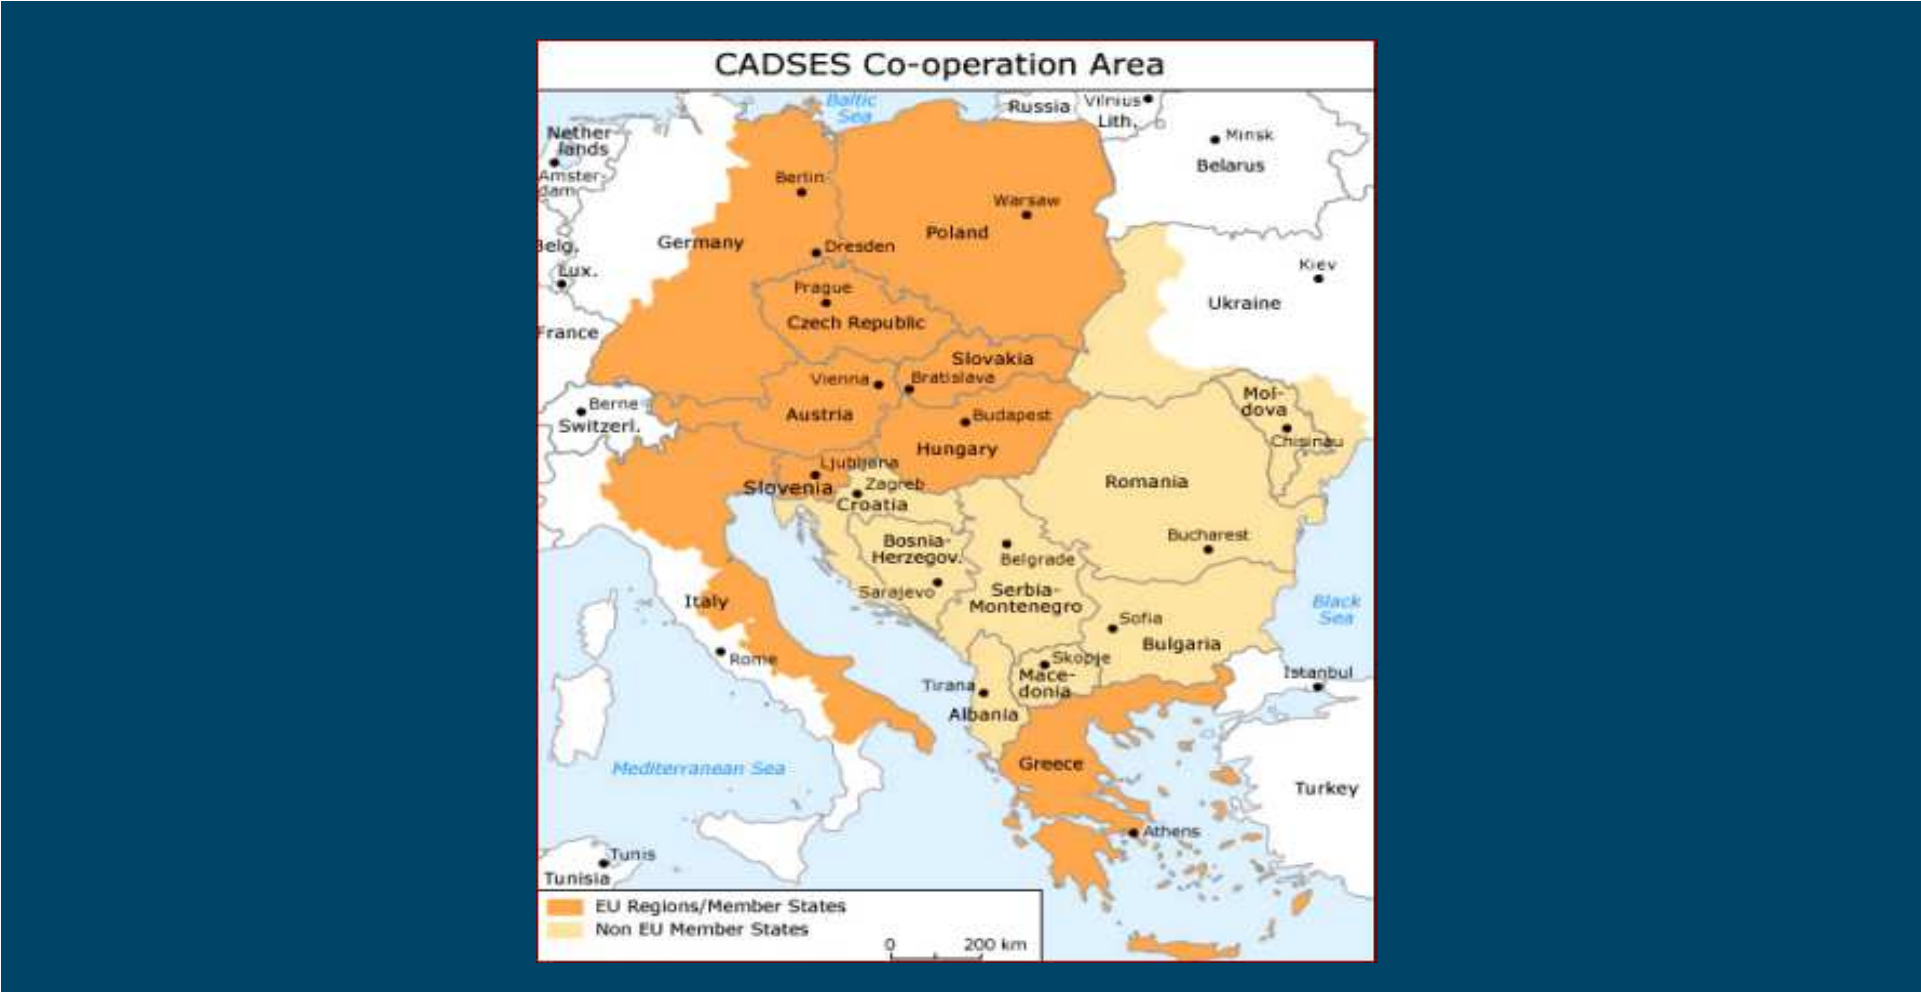 CADSES Co-operation Area
Baltic
Sea
Russia
Vilnius
Lith.
Nether-
lands
Amster-
dam
Minsk
Belarus
Berlin
Warsaw
Poland
Germany
Dresden
Belg.
Lux.
Kiev
Ukraine
Prague
Czech Republic
France
Slovakia
Vienna
Bratislava
Mol-
dova
Berne
Switzerl.
Austria
Budapest
Hungary
Chisinau
Ljubljana
Slovenia
Zagreb
Croatia
Romania
Bosnia-
Herzegov.
Belgrade
Bucharest
Sarajevo
Serbia-
Montenegro
Italy
Black
Sea
Sofia
Bulgaria
Rome
Skopje
Mace-
donia
Istanbul
Tirana
Albania
Mediterranean Sea
Greece
Turkey
Athens
Tunis
Tunisia
EU Regions/Member States
Non EU Member States
0 200 km